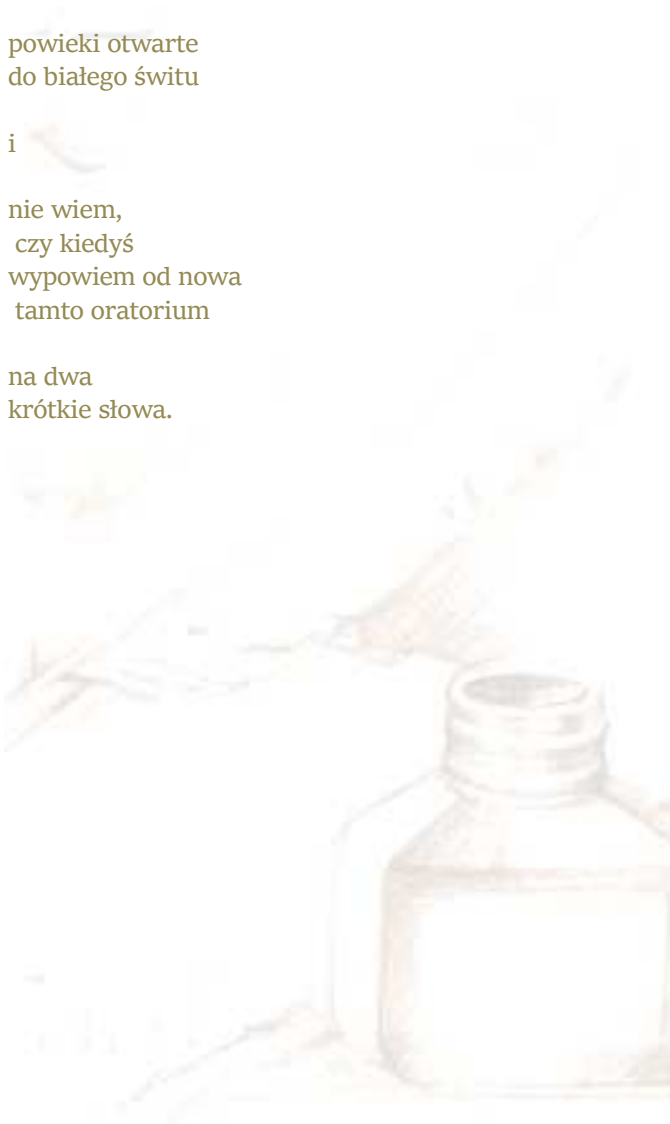 powieki otwarte
do białego świtu
i
nie wiem,
czy kiedyś
wypowiem od nowa
tamto oratorium
na dwa
krótkie słowa.